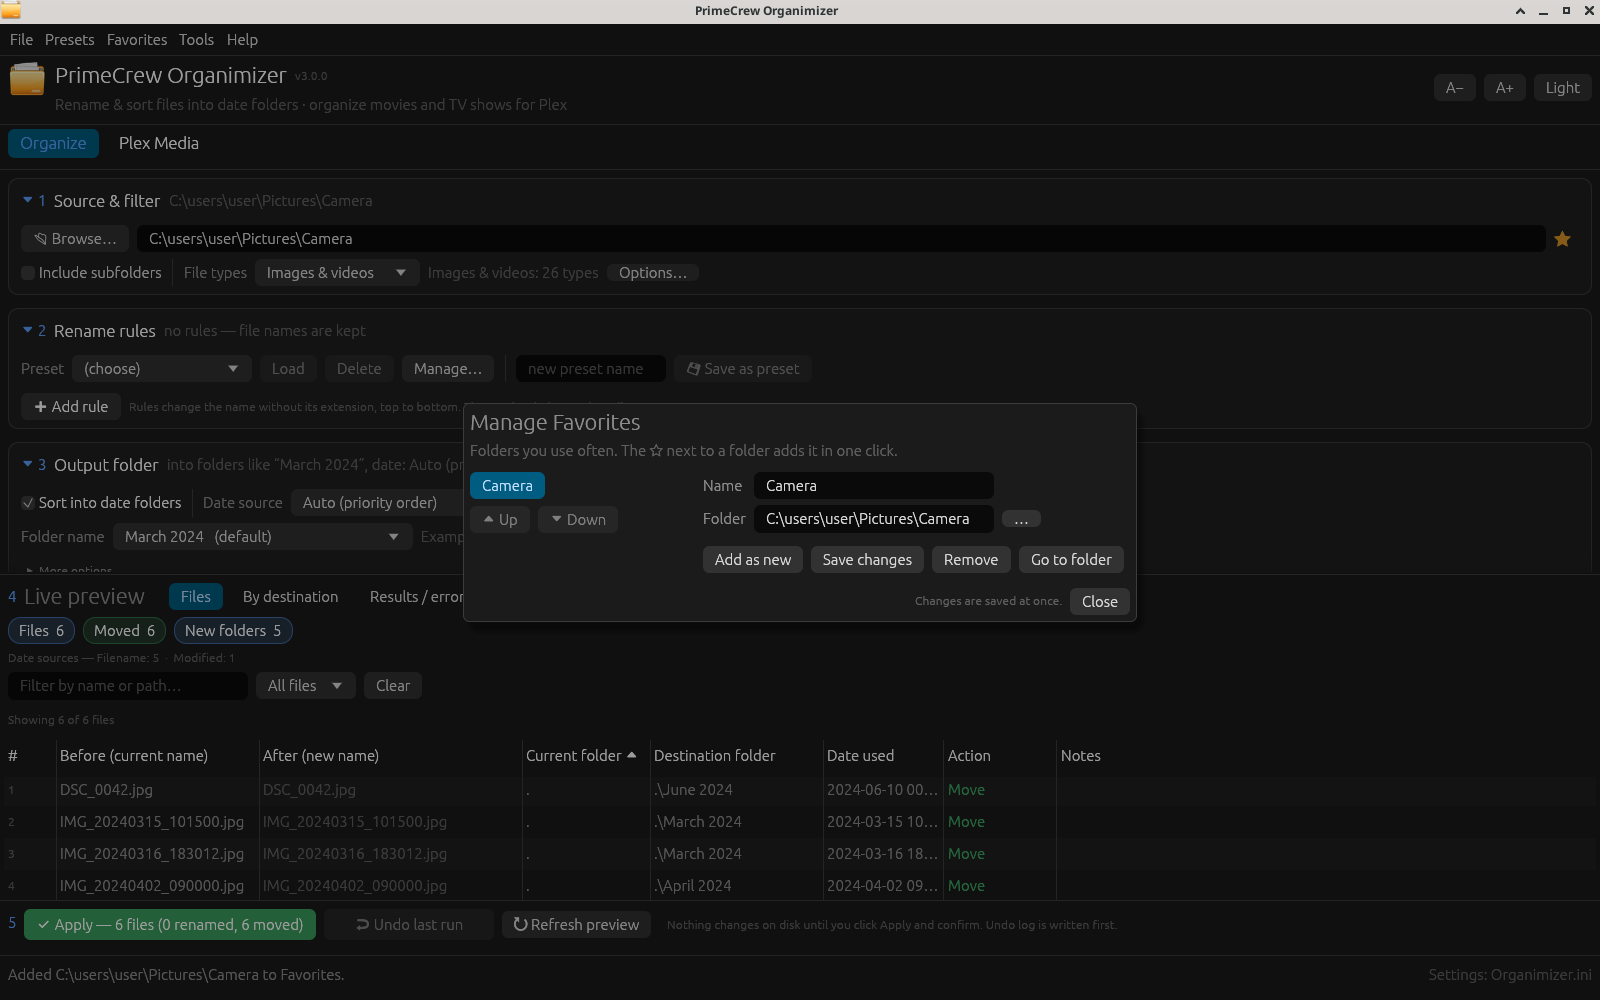 PrimeCrew Organimizer
File Presets Favorites Tools Help
PrimeCrew Organimizer v3.0.0
Rename & sort files into date folders · organize movies and TV shows for Plex
A− A+ Light
Organize Plex Media
1 Source & filter C:\users\user\Pictures\Camera
Browse… C:\users\user\Pictures\Camera
Include subfolders File types Images & videos Images & videos: 26 types Options…
2 Rename rules no rules — file names are kept
Preset (choose) Load Delete Manage… new preset name Save as preset
Add rule Rules change the name without its extension, top to bottom.
3 Output folder into folders like "March 2024", date: Auto (pr
Sort into date folders Date source Auto (priority order)
Folder name March 2024 (default) Examp
More options
Manage Favorites
Folders you use often. The ☆ next to a folder adds it in one click.
Camera Name Camera
Up Down Folder C:\users\user\Pictures\Camera …
Add as new Save changes Remove Go to folder
Changes are saved at once. Close
4 Live preview Files By destination Results / error
Files 6 Moved 6 New folders 5
Date sources — Filename: 5 · Modified: 1
Filter by name or path… All files Clear
Showing 6 of 6 files
# Before (current name) After (new name) Current folder Destination folder Date used Action Notes
1 DSC_0042.jpg DSC_0042.jpg . .\June 2024 2024-06-10 00… Move
2 IMG_20240315_101500.jpg IMG_20240315_101500.jpg . .\March 2024 2024-03-15 10… Move
3 IMG_20240316_183012.jpg IMG_20240316_183012.jpg . .\March 2024 2024-03-16 18… Move
4 IMG_20240402_090000.jpg IMG_20240402_090000.jpg . .\April 2024 2024-04-02 09… Move
5 ✓ Apply — 6 files (0 renamed, 6 moved) Undo last run Refresh preview Nothing changes on disk until you click Apply and confirm. Undo log is written first.
Added C:\users\user\Pictures\Camera to Favorites. Settings: Organimizer.ini